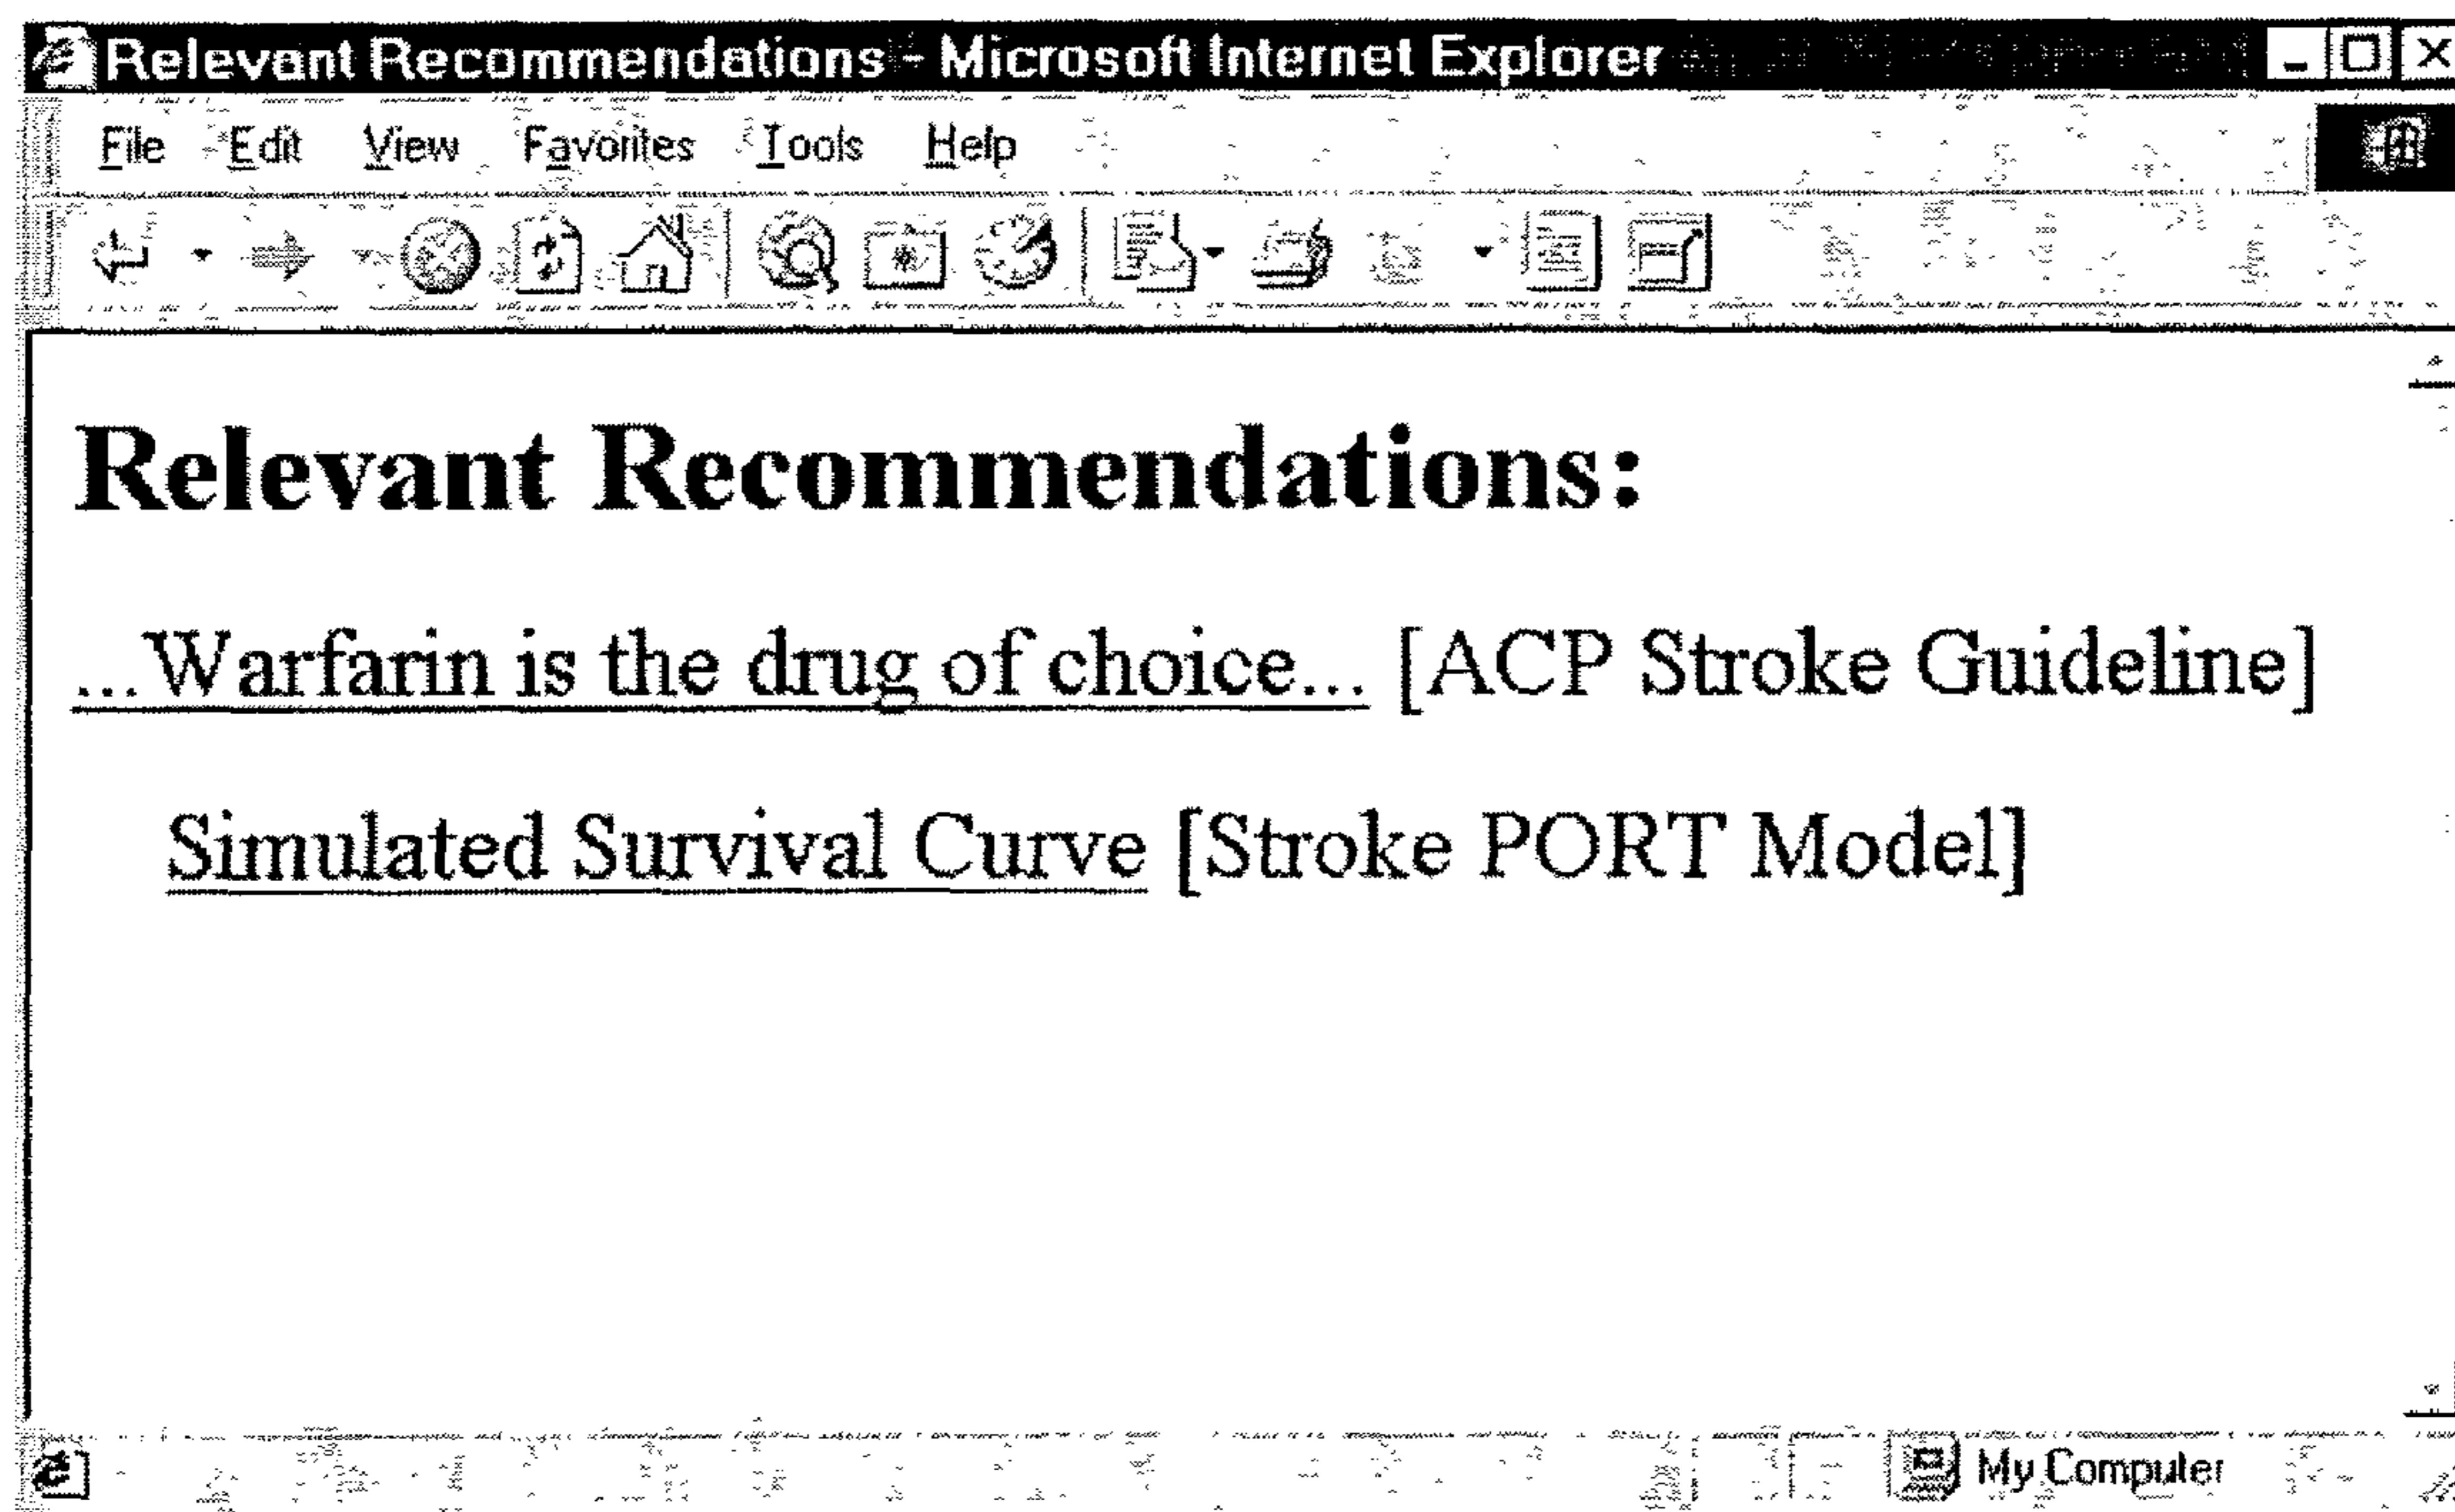 Relevant Recommendations - Microsoft Internet Explorer
File Edit View Favorites Tools Help
Relevant Recommendations:
...Warfarin is the drug of choice... [ACP Stroke Guideline]
Simulated Survival Curve [Stroke PORT Model]
My Computer